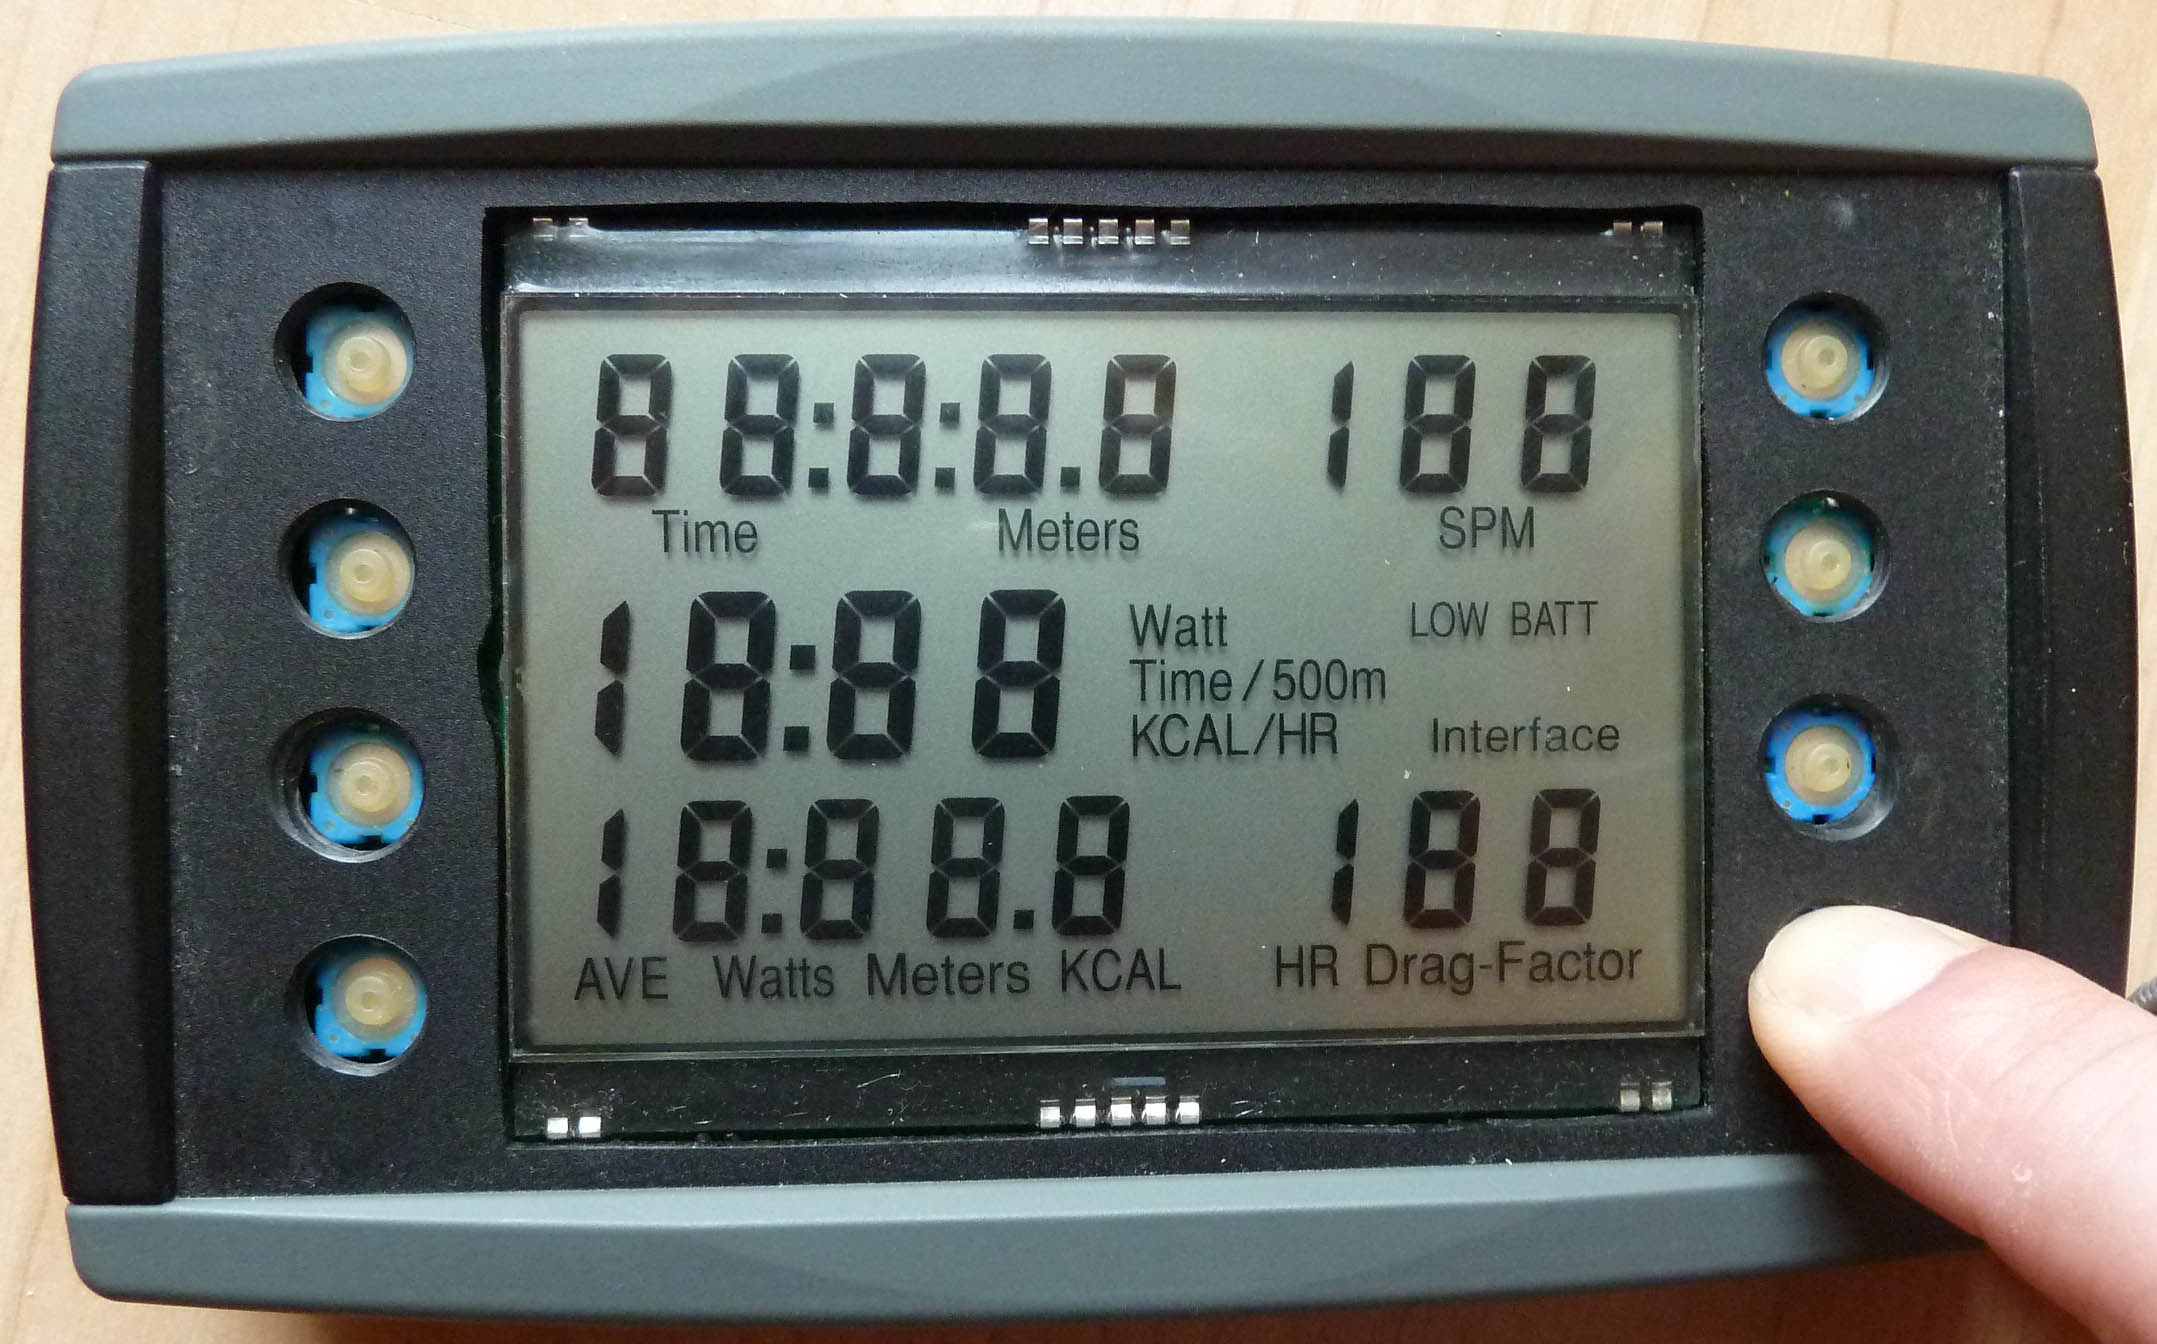 88:8:8.8 188
Time Meters SPM
18:88 Watt LOW BATT
Time/500m
KCAL/HR Interface
18:88.8 188
AVE Watts Meters KCAL HR Drag-Factor